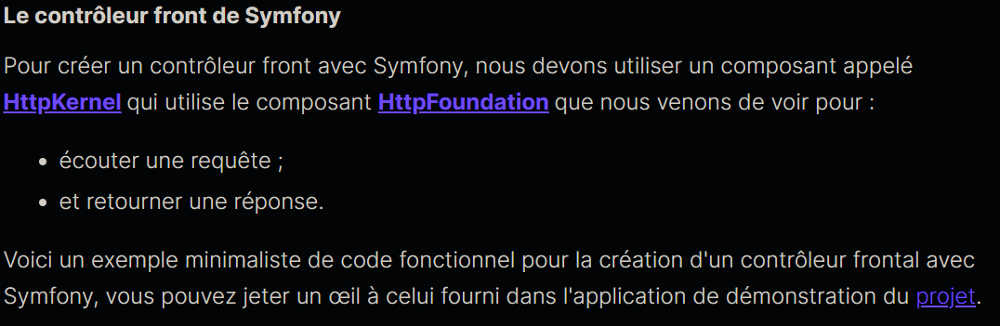 Le contrôleur front de Symfony
Pour créer un contrôleur front avec Symfony, nous devons utiliser un composant appelé
HttpKernel qui utilise le composant HttpFoundation que nous venons de voir pour :
• écouter une requête ;
• et retourner une réponse.
Voici un exemple minimaliste de code fonctionnel pour la création d'un contrôleur frontal avec
Symfony, vous pouvez jeter un œil à celui fourni dans l'application de démonstration du projet.